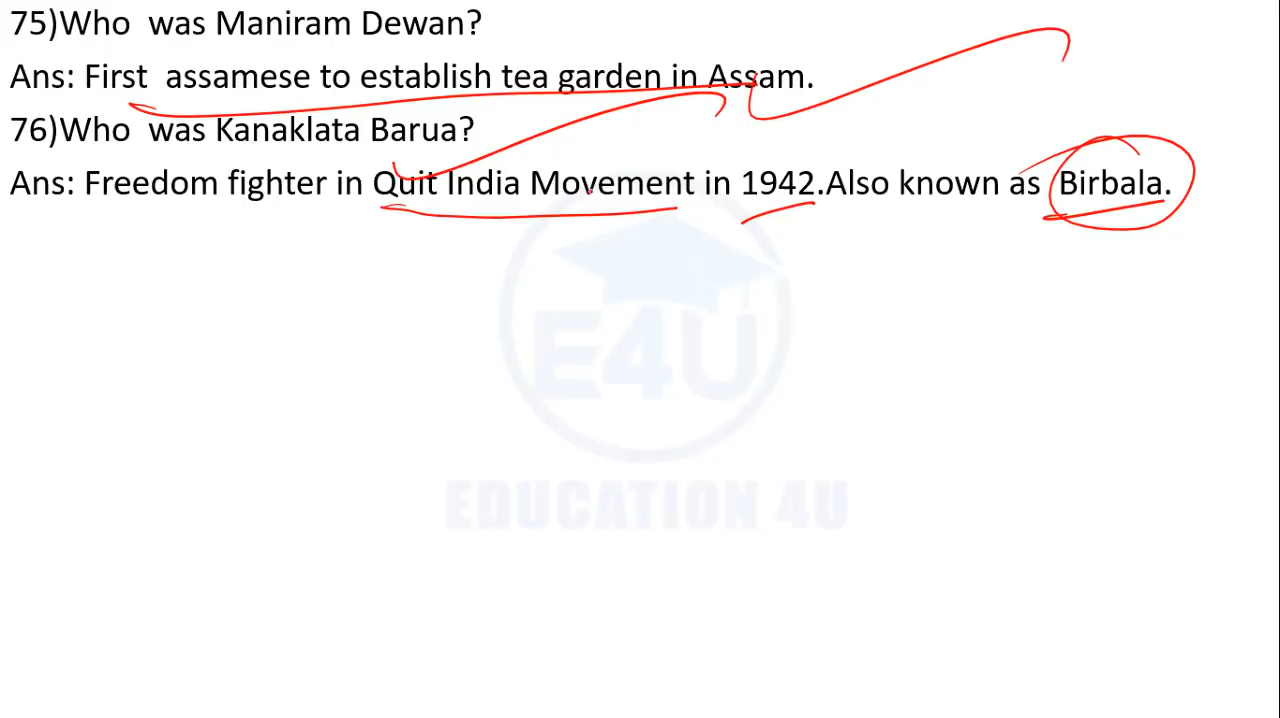 75)Who was Maniram Dewan?
Ans: First assamese to establish tea garden in Assam.
76)Who was Kanaklata Barua?
Ans: Freedom fighter in Quit India Movement in 1942.Also known as Birbala.
E4U
EDUCATION 4U